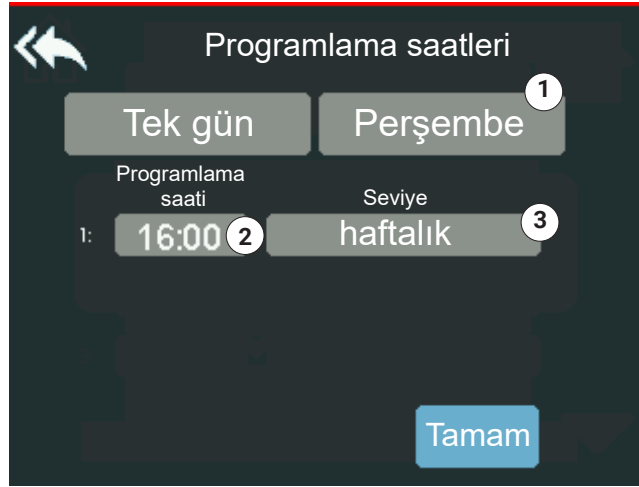 Programlama saatleri
1
Tek gün Perşembe
Programlama
saati
Seviye
1: 16:00 2 haftalık 3
Tamam